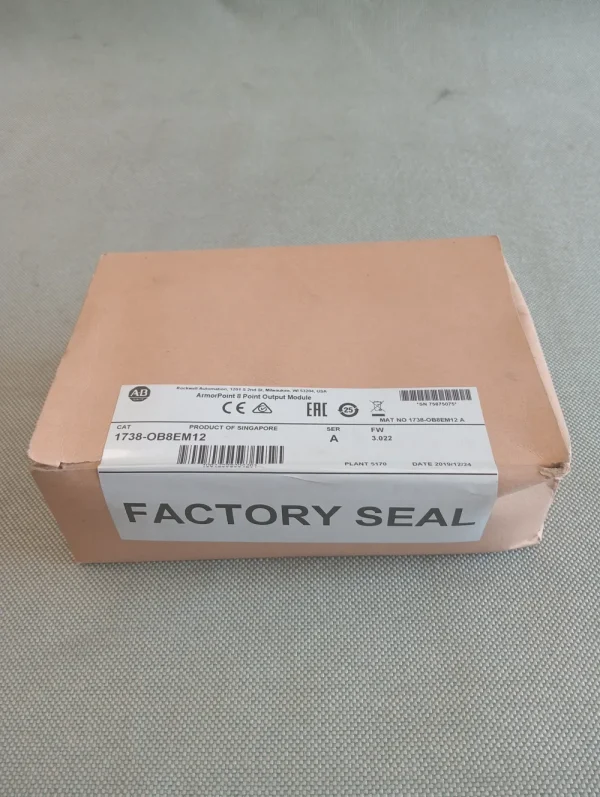 AB
Rockwell Automation, 1201 S 2nd St, Milwaukee, WI 53204, USA
ArmorPoint 8 Point Output Module
CE
EAC
25
*SN 79875075*
MAT NO 1738-OB8EM12 A
CAT
PRODUCT OF SINGAPORE
SER
FW
1738-OB8EM12
A
3.022
PLANT 5170
DATE 2019/12/24
FACTORY SEAL